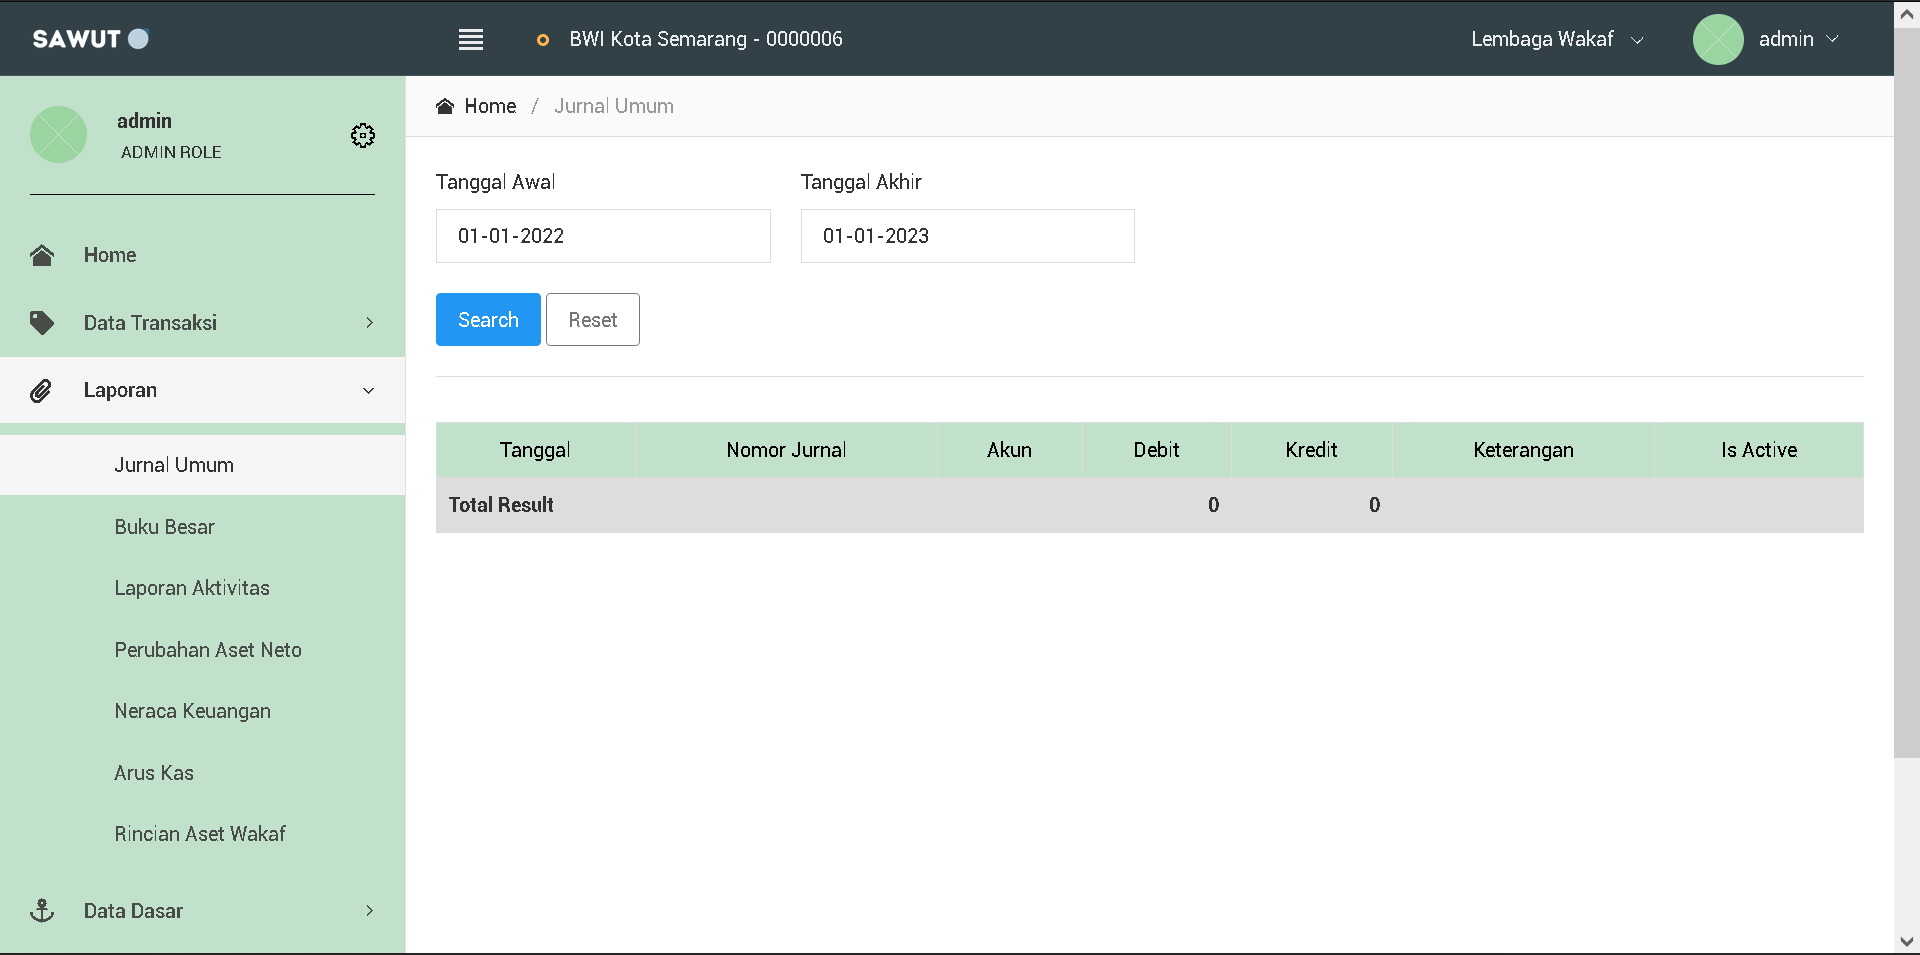 SAWUT
BWI Kota Semarang - 0000006
Lembaga Wakaf
admin
admin
ADMIN ROLE
Home
Data Transaksi
Laporan
Jurnal Umum
Buku Besar
Laporan Aktivitas
Perubahan Aset Neto
Neraca Keuangan
Arus Kas
Rincian Aset Wakaf
Data Dasar
Home / Jurnal Umum
Tanggal Awal Tanggal Akhir
01-01-2022 01-01-2023
Search Reset
Tanggal Nomor Jurnal Akun Debit Kredit Keterangan Is Active
Total Result 0 0